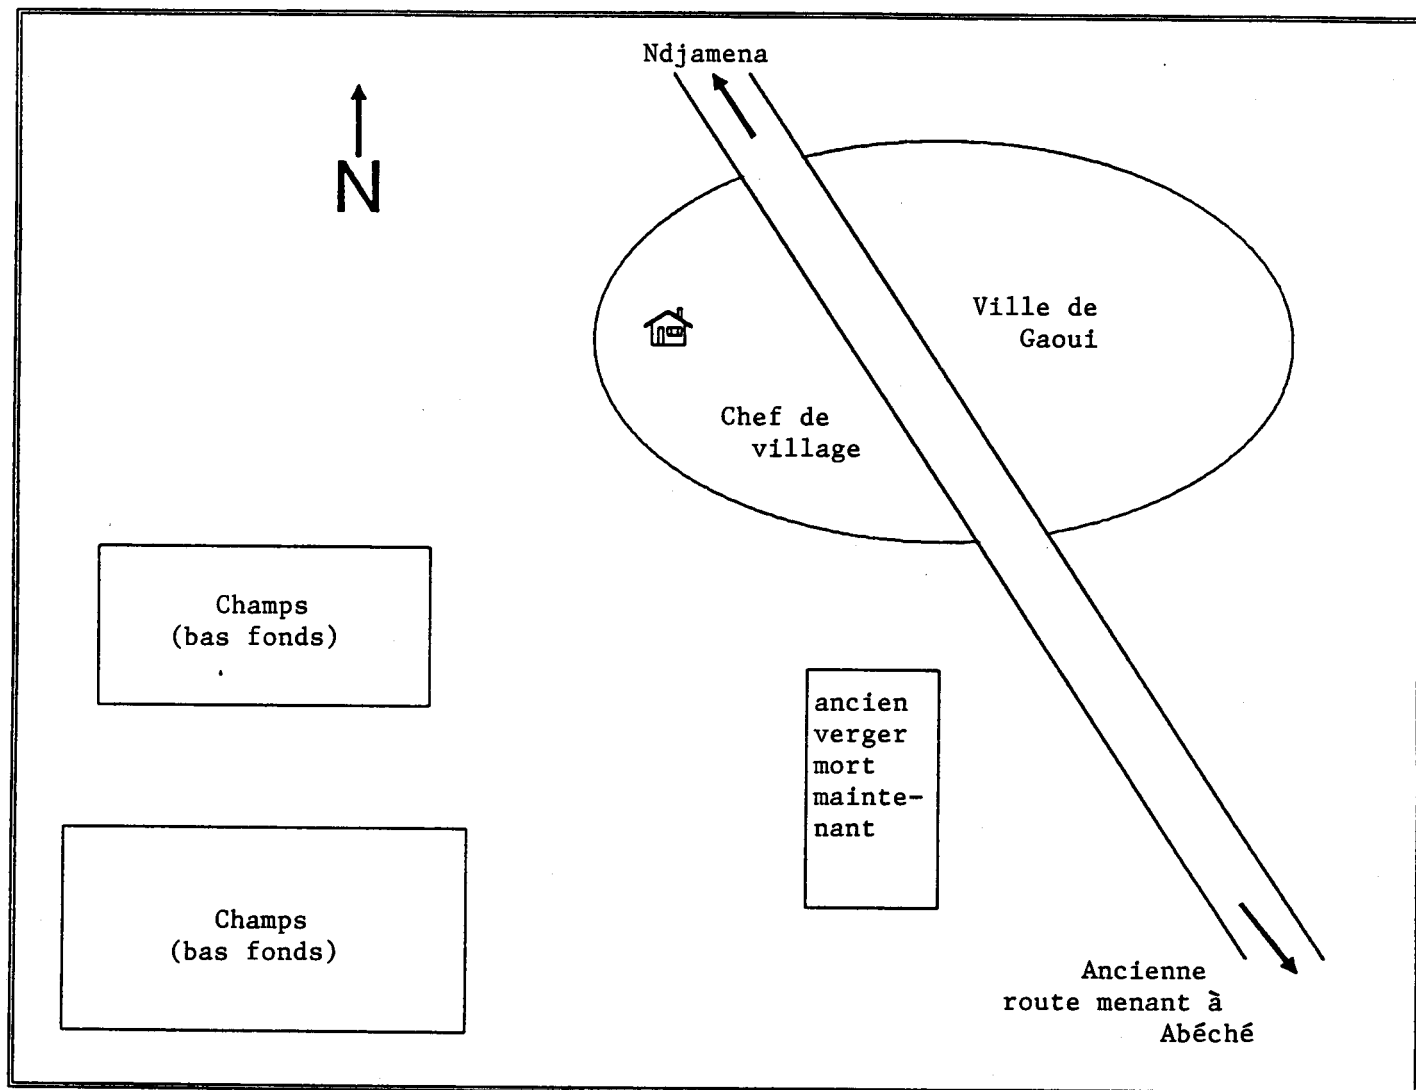 Ndjamena
N
Ville de
Gaoui
Chef de
village
Champs
(bas fonds)
ancien
verger
mort
mainte-
nant
Champs
(bas fonds)
Ancienne
route menant à
Abéché